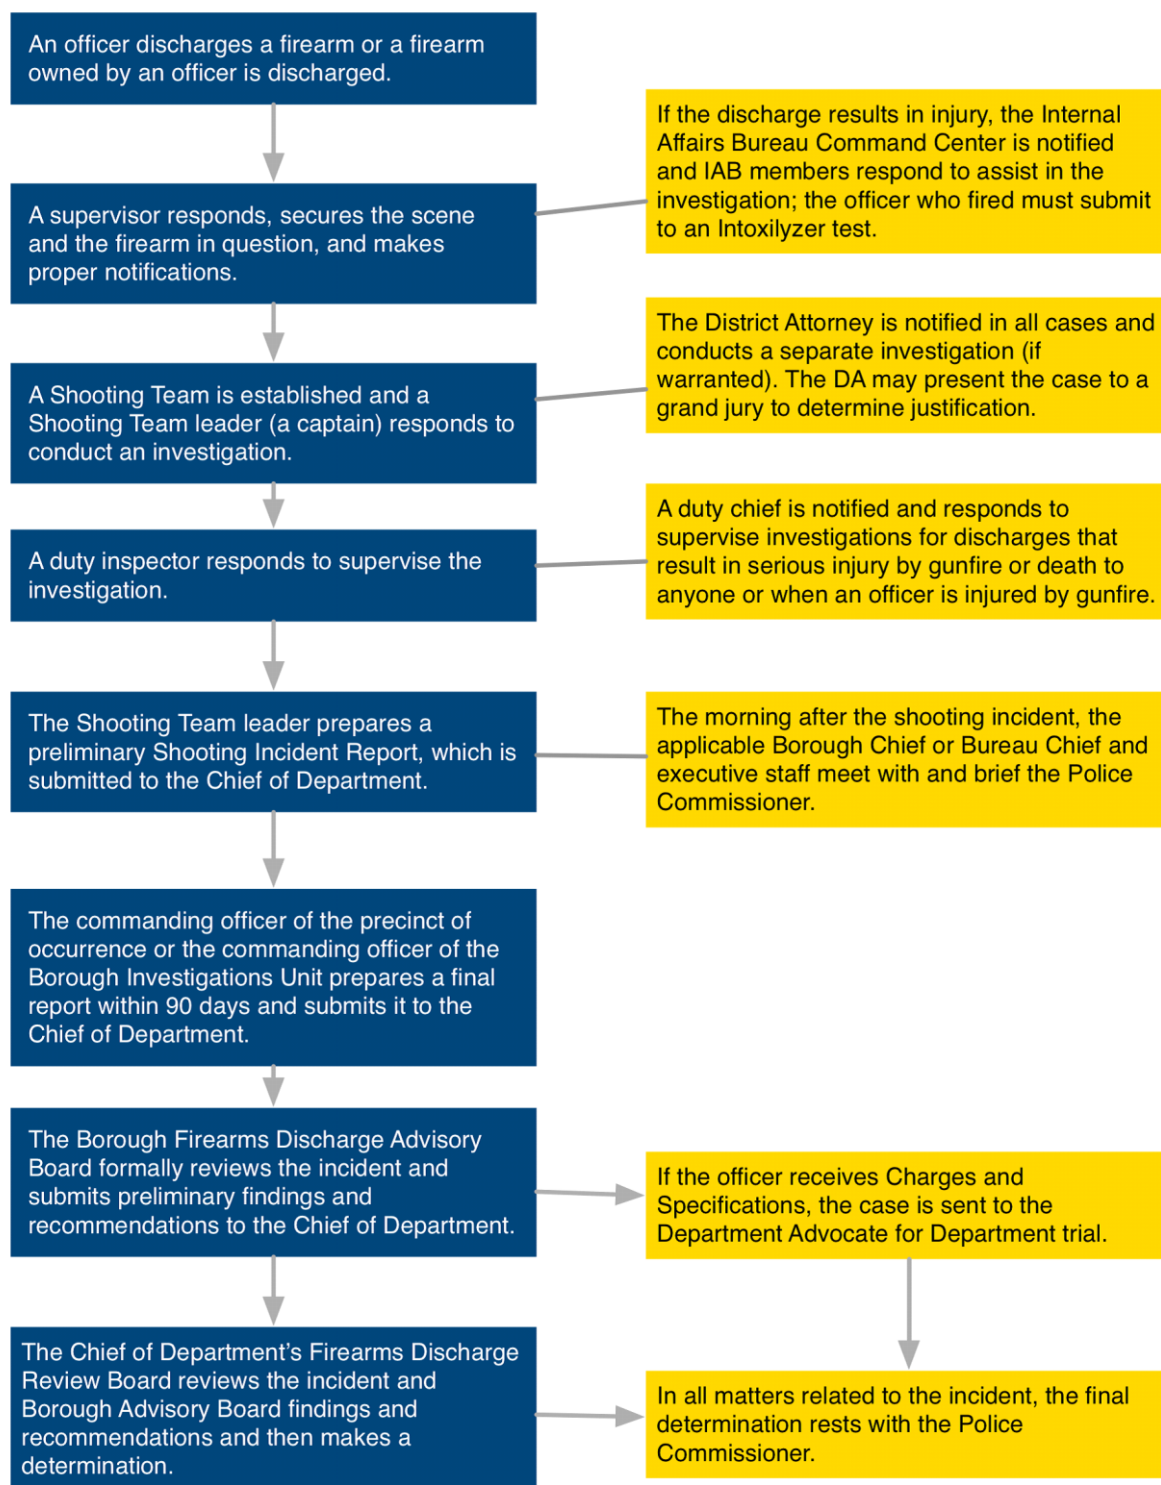 An officer discharges a firearm or a firearm
owned by an officer is discharged.
If the discharge results in injury, the Internal
Affairs Bureau Command Center is notified
and IAB members respond to assist in the
investigation; the officer who fired must submit
to an Intoxilyzer test.
A supervisor responds, secures the scene
and the firearm in question, and makes
proper notifications.
The District Attorney is notified in all cases and
conducts a separate investigation (if
warranted). The DA may present the case to a
grand jury to determine justification.
A Shooting Team is established and a
Shooting Team leader (a captain) responds to
conduct an investigation.
A duty chief is notified and responds to
supervise investigations for discharges that
result in serious injury by gunfire or death to
anyone or when an officer is injured by gunfire.
A duty inspector responds to supervise the
investigation.
The Shooting Team leader prepares a
preliminary Shooting Incident Report, which is
submitted to the Chief of Department.
The morning after the shooting incident, the
applicable Borough Chief or Bureau Chief and
executive staff meet with and brief the Police
Commissioner.
The commanding officer of the precinct of
occurrence or the commanding officer of the
Borough Investigations Unit prepares a final
report within 90 days and submits it to the
Chief of Department.
The Borough Firearms Discharge Advisory
Board formally reviews the incident and
submits preliminary findings and
recommendations to the Chief of Department.
If the officer receives Charges and
Specifications, the case is sent to the
Department Advocate for Department trial.
The Chief of Department’s Firearms Discharge
Review Board reviews the incident and
Borough Advisory Board findings and
recommendations and then makes a
determination.
In all matters related to the incident, the final
determination rests with the Police
Commissioner.